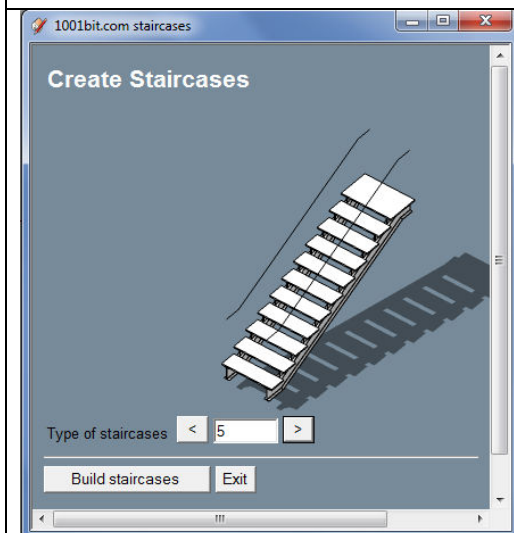 1001bit.com staircases
Create Staircases
Type of staircases < 5 >
Build staircases Exit